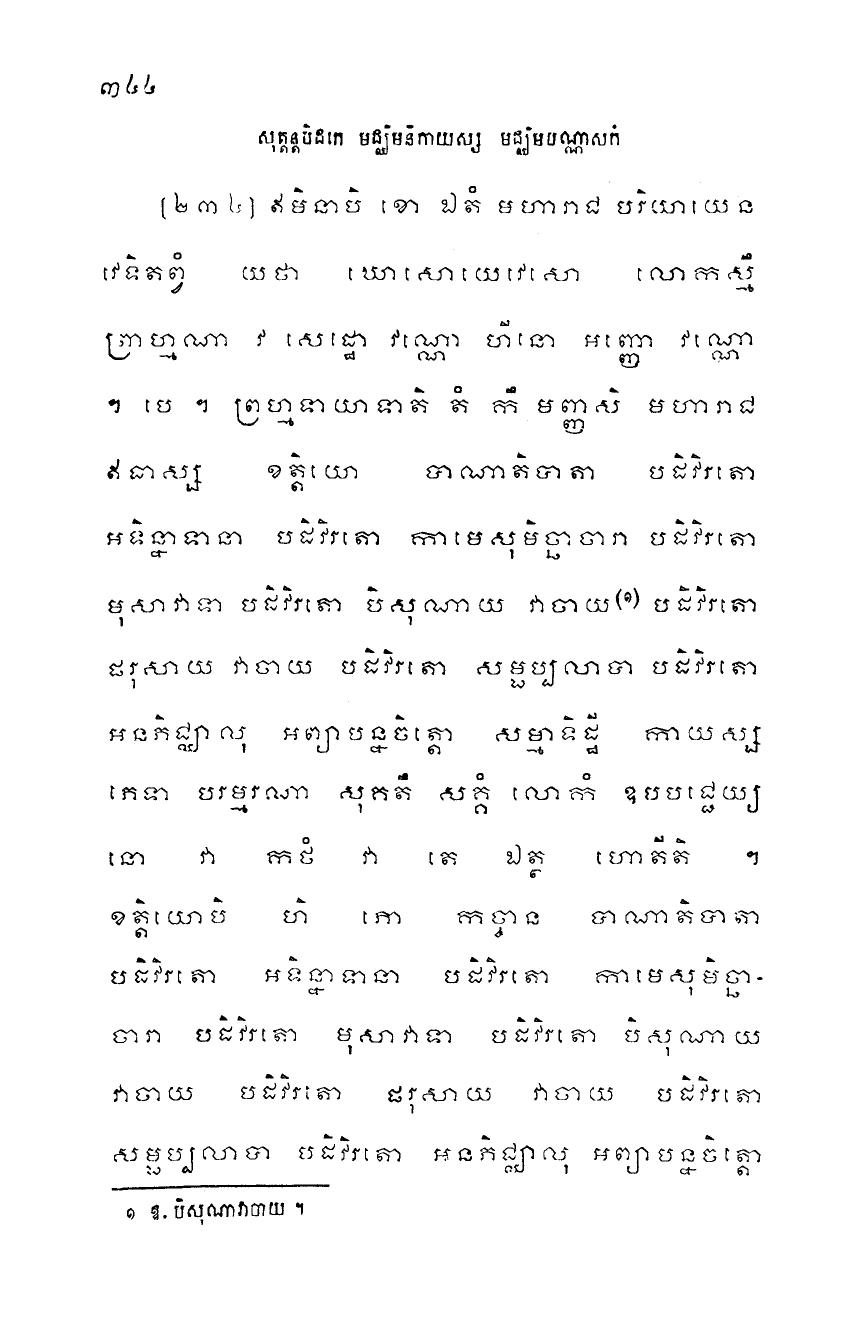 ៣៤៤
សុត្តន្តបិដកេ មជ្ឈិមនិកាយស្ស មជ្ឈិមបណ្ណាសកំ
[២៣៤] ឥមិនាបិ ខោ ឯតំ មហារាជ បរិយាយេន
វេទិតព្វំ យថា ឃោសោយេវេសោ លោកស្មឹ
ព្រាហ្មណា វ សេដ្ឋោ វណ្ណោ ហីនោ អញ្ញោ វណ្ណោ
។ បេ ។ ព្រហ្មទាយាទាតិ តំ កឹ មញ្ញសិ មហារាជ
ឥធាស្ស ខត្តិយោ បាណាតិបាតា បដិវិរតោ
អទិន្នាទានា បដិវិរតោ កាមេសុមិច្ឆាចារា បដិវិរតោ
មុសាវាទា បដិវិរតោ បិសុណាយ វាចាយ(១) បដិវិរតោ
ផរុសាយ វាចាយ បដិវិរតោ សម្ផប្បលាបា បដិវិរតោ
អនភិជ្ឈាលុ អព្យាបន្នចិត្តោ សម្មាទិដ្ឋី កាយស្ស
ភេទា បរម្មរណា សុគតឹ សគ្គំ លោកំ ឧបបជ្ជេយ្យ
នោ វា កថំ វា តេ ឯត្ថ ហោតីតិ ។
ខត្តិយោបិ ហិ ភោ កច្ចាន បាណាតិបាតា
បដិវិរតោ អទិន្នាទានា បដិវិរតោ កាមេសុមិច្ឆា-
ចារា បដិវិរតោ មុសាវាទា បដិវិរតោ បិសុណាយ
វាចាយ បដិវិរតោ ផរុសាយ វាចាយ បដិវិរតោ
សម្ផប្បលាបា បដិវិរតោ អនភិជ្ឈាលុ អព្យាបន្នចិត្តោ
១ ឱ. បិសុណាវាចាយ ។